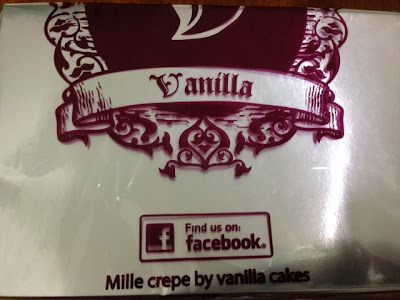 Vanilla
f Find us on:
facebook®
Mille crepe by vanilla cakes